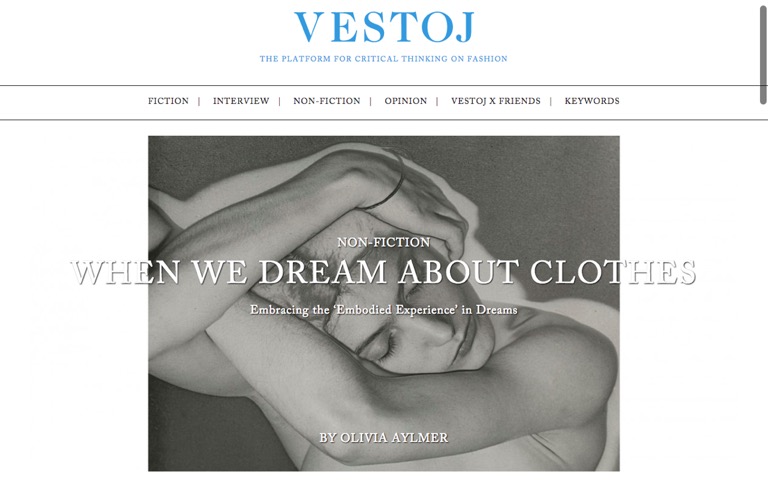 VESTOJ
THE PLATFORM FOR CRITICAL THINKING ON FASHION
FICTION | INTERVIEW | NON-FICTION | OPINION | VESTOJ X FRIENDS | KEYWORDS
NON-FICTION
WHEN WE DREAM ABOUT CLOTHES
Embracing the ‘Embodied Experience’ in Dreams
BY OLIVIA AYLMER